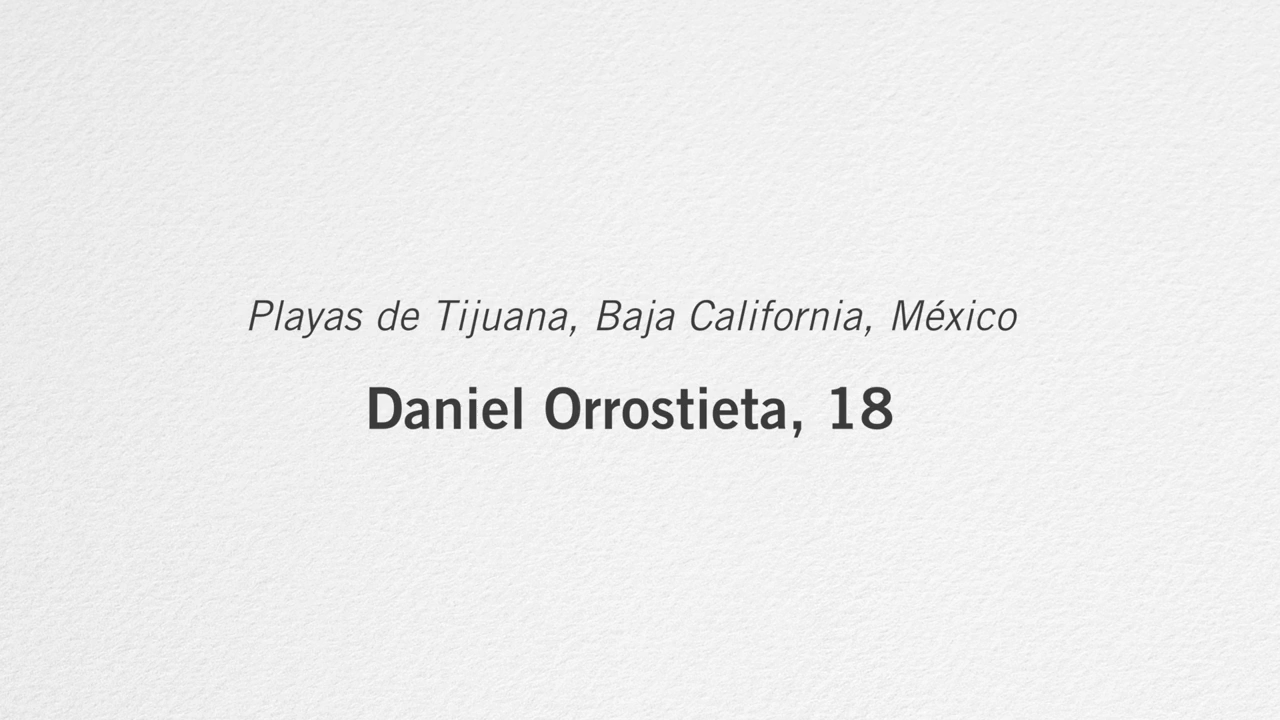 Playas de Tijuana, Baja California, México
Daniel Orrostieta, 18